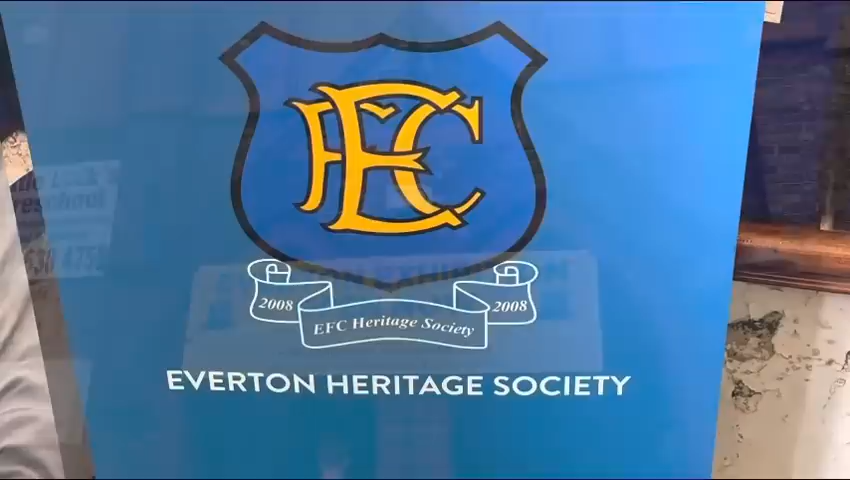 EFC
2008
EFC Heritage Society
2008
EVERTON HERITAGE SOCIETY